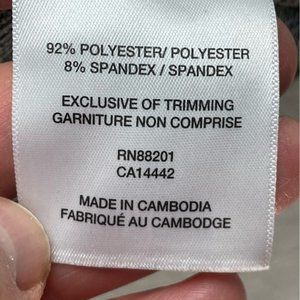 92% POLYESTER/ POLYESTER
8% SPANDEX / SPANDEX
EXCLUSIVE OF TRIMMING
GARNITURE NON COMPRISE
RN88201
CA14442
MADE IN CAMBODIA
FABRIQUÉ AU CAMBODGE